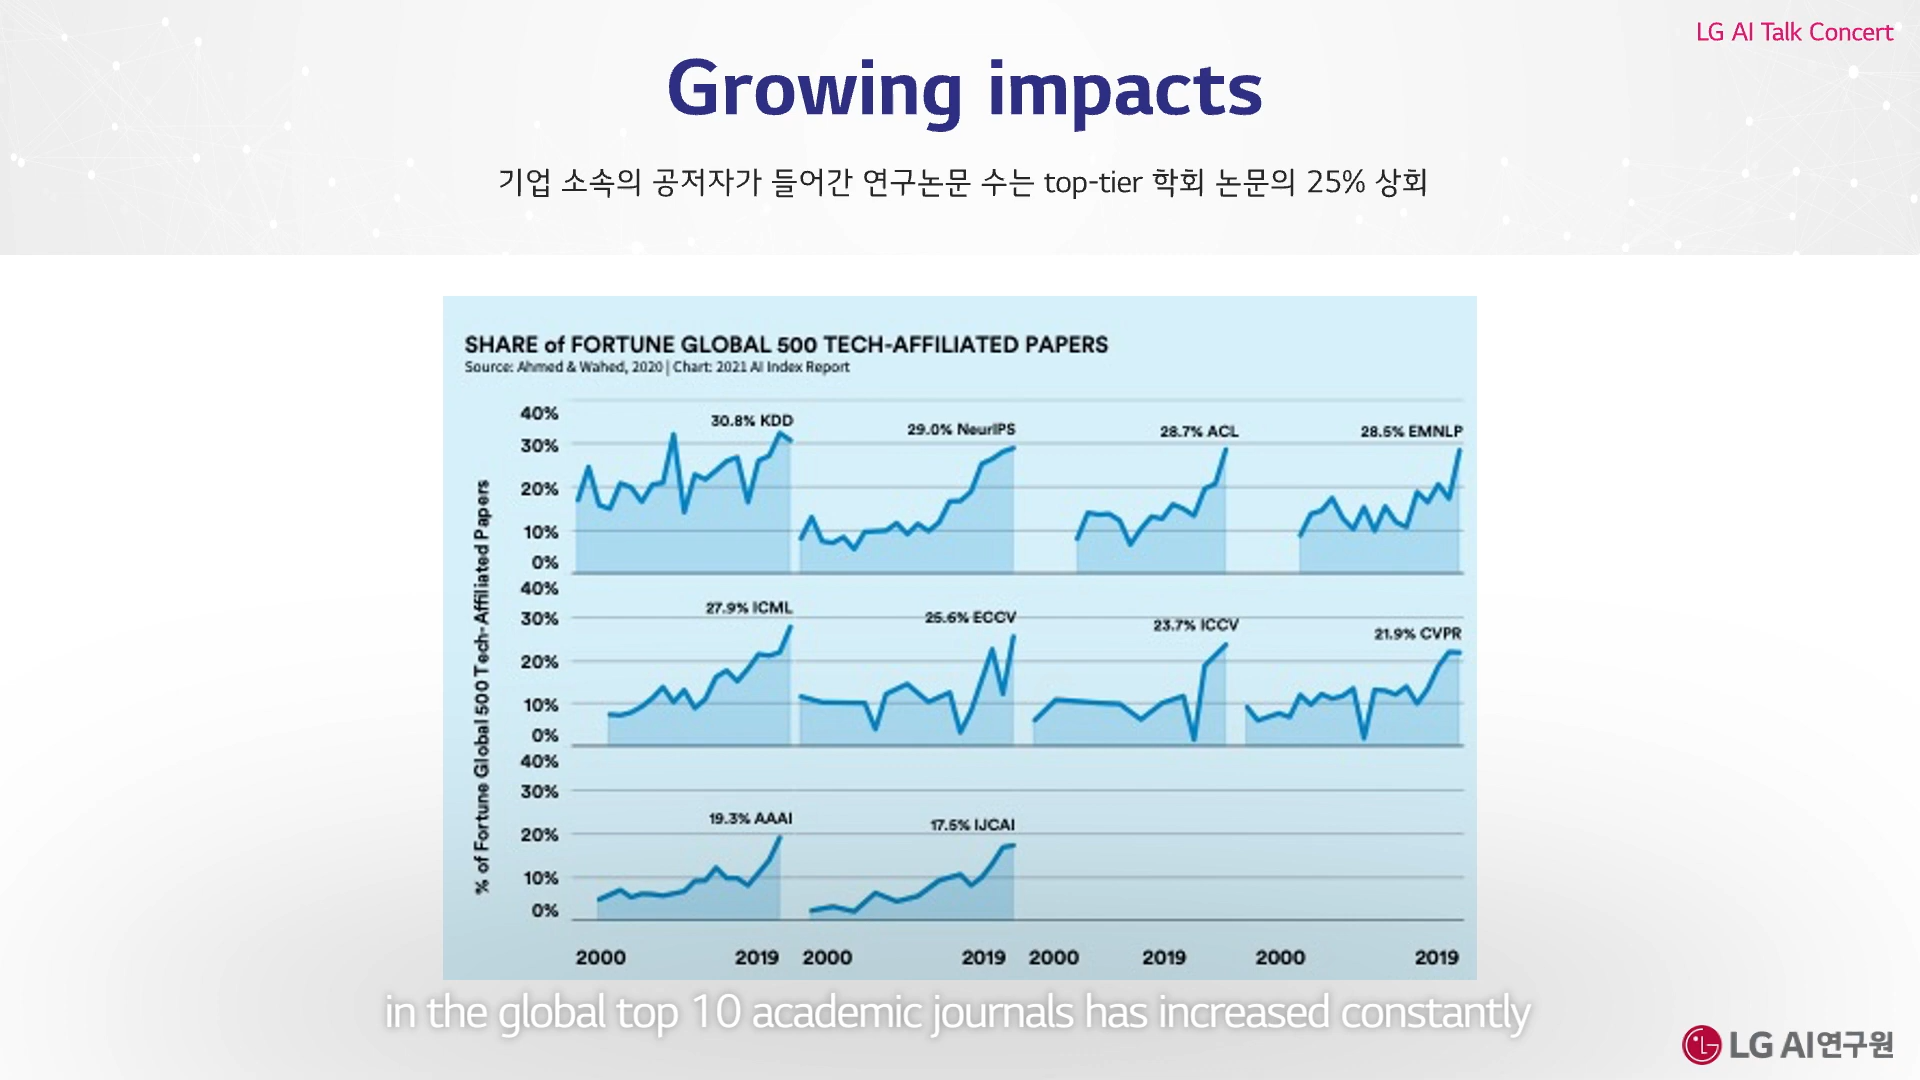 LG AI Talk Concert
Growing impacts
기업 소속의 공저자가 들어간 연구논문 수는 top-tier 학회 논문의 25% 상회
SHARE of FORTUNE GLOBAL 500 TECH-AFFILIATED PAPERS
Source: Ahmed & Wahed, 2020 | Chart: 2021 AI Index Report
% of Fortune Global 500 Tech-Affiliated Papers
40%
30%
20%
10%
0%
30.8% KDD
29.0% NeurIPS
28.7% ACL
28.5% EMNLP
40%
30%
20%
10%
0%
27.9% ICML
25.6% ECCV
23.7% ICCV
21.9% CVPR
40%
30%
20%
10%
0%
19.3% AAAI
17.5% IJCAI
2000 2019 2000 2019 2000 2019 2000 2019
in the global top 10 academic journals has increased constantly
LG AI연구원